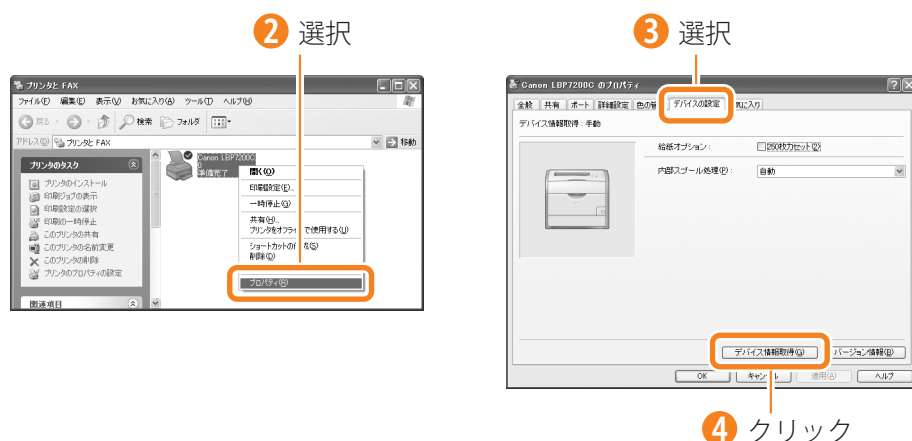 2 選択
プリンタと FAX
ファイル(F) 編集(E) 表示(V) お気に入り(A) ツール(T) ヘルプ(H)
戻る 検索 フォルダ
アドレス(D) プリンタと FAX 移動
プリンタのタスク
プリンタのインストール
印刷ジョブの表示
印刷設定の選択
印刷の一時停止
このプリンタの共有
このプリンタの名前変更
このプリンタの削除
プリンタのプロパティの設定
関連項目
Canon LBP7200C
0
準備完了
開く(O)
印刷設定(E)...
一時停止(G)
共有(H)...
プリンタをオフライ で使用する(U)
ショートカットの 成(S)
削除(D)
プロパティ(R)
3 選択
Canon LBP7200C のプロパティ
全般 共有 ポート 詳細設定 色の管 デバイスの設定 気に入り
デバイス情報取得:手動
給紙オプション: 250枚カセット(2)
内部スプール処理(P): 自動
デバイス情報取得(G) バージョン情報(B)
OK キャンセル 適用(A) ヘルプ
4 クリック